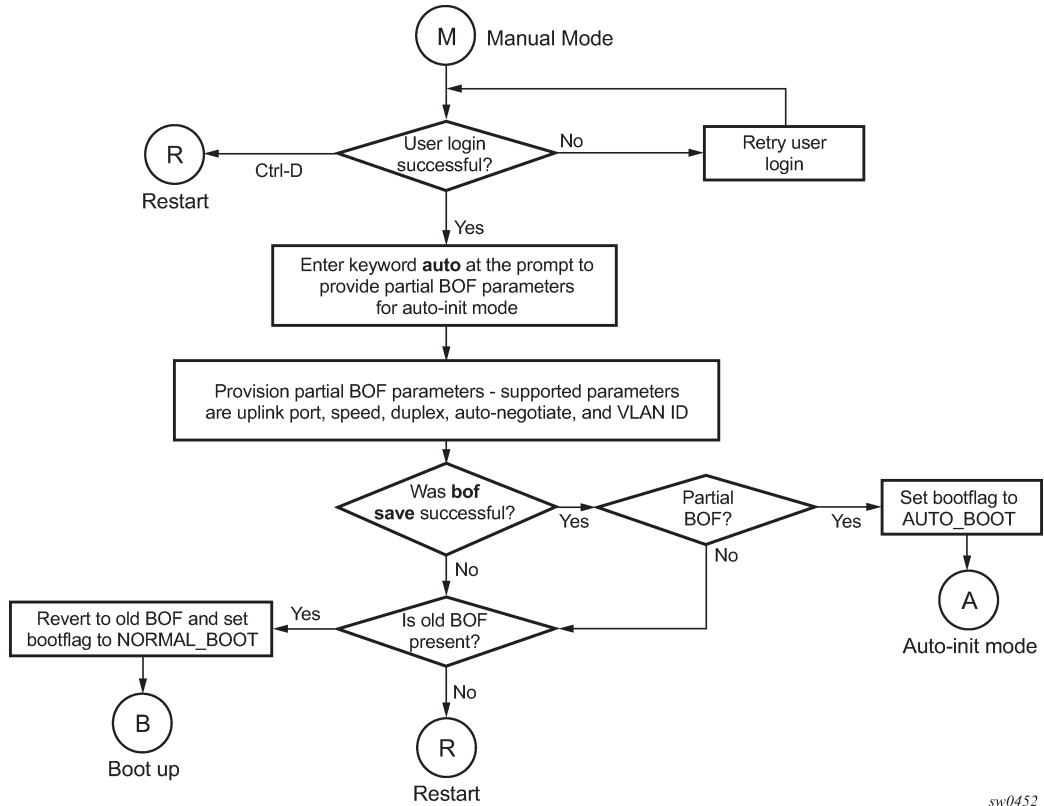 M
Manual Mode
User login
successful?
No
Retry user
login
R
Restart
Ctrl-D
Yes
Enter keyword auto at the prompt to
provide partial BOF parameters
for auto-init mode
Provision partial BOF parameters - supported parameters
are uplink port, speed, duplex, auto-negotiate, and VLAN ID
Was bof
save successful?
Yes
Partial
BOF?
Yes
Set bootflag to
AUTO_BOOT
No
No
A
Auto-init mode
Is old BOF
present?
Yes
Revert to old BOF and set
bootflag to NORMAL_BOOT
No
B
Boot up
R
Restart
sw0452